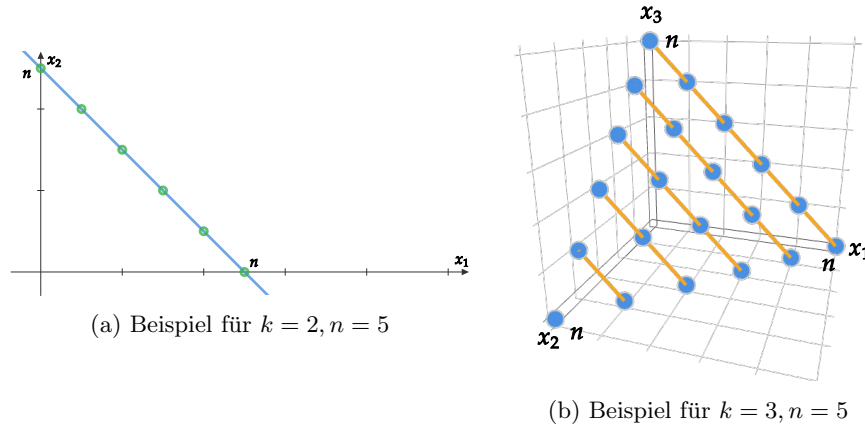 x₂
n
n
x₁
(a) Beispiel für k = 2, n = 5
x₃
n
x₁
n
n
x₂
(b) Beispiel für k = 3, n = 5